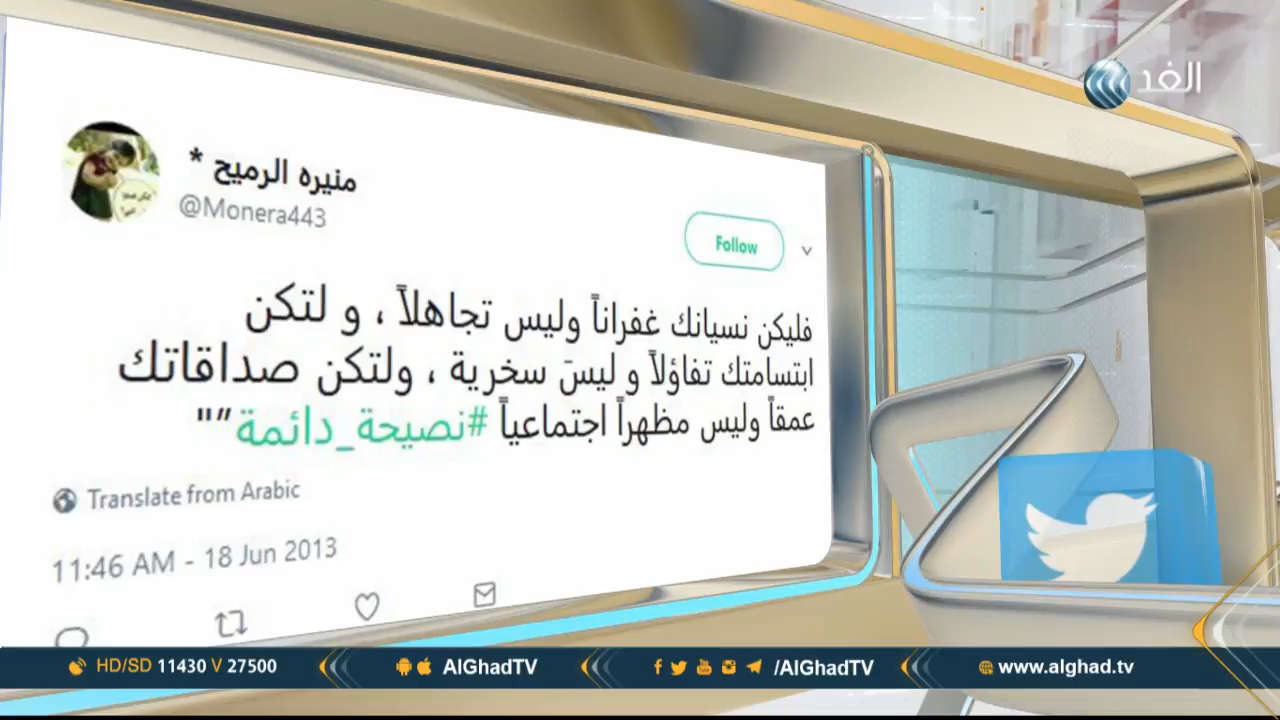 الغد
منيره الرميح *
@Monera443
Follow
فليكن نسيانك غفراناً وليس تجاهلاً ، و لتكن
ابتسامتك تفاؤلاً و ليسَ سخرية ، ولتكن صداقاتك
عمقاً وليس مظهراً اجتماعياً #نصيحة_دائمة”""
Translate from Arabic
11:46 AM - 18 Jun 2013
HD/SD 11430 V 27500 AlGhadTV /AlGhadTV www.alghad.tv